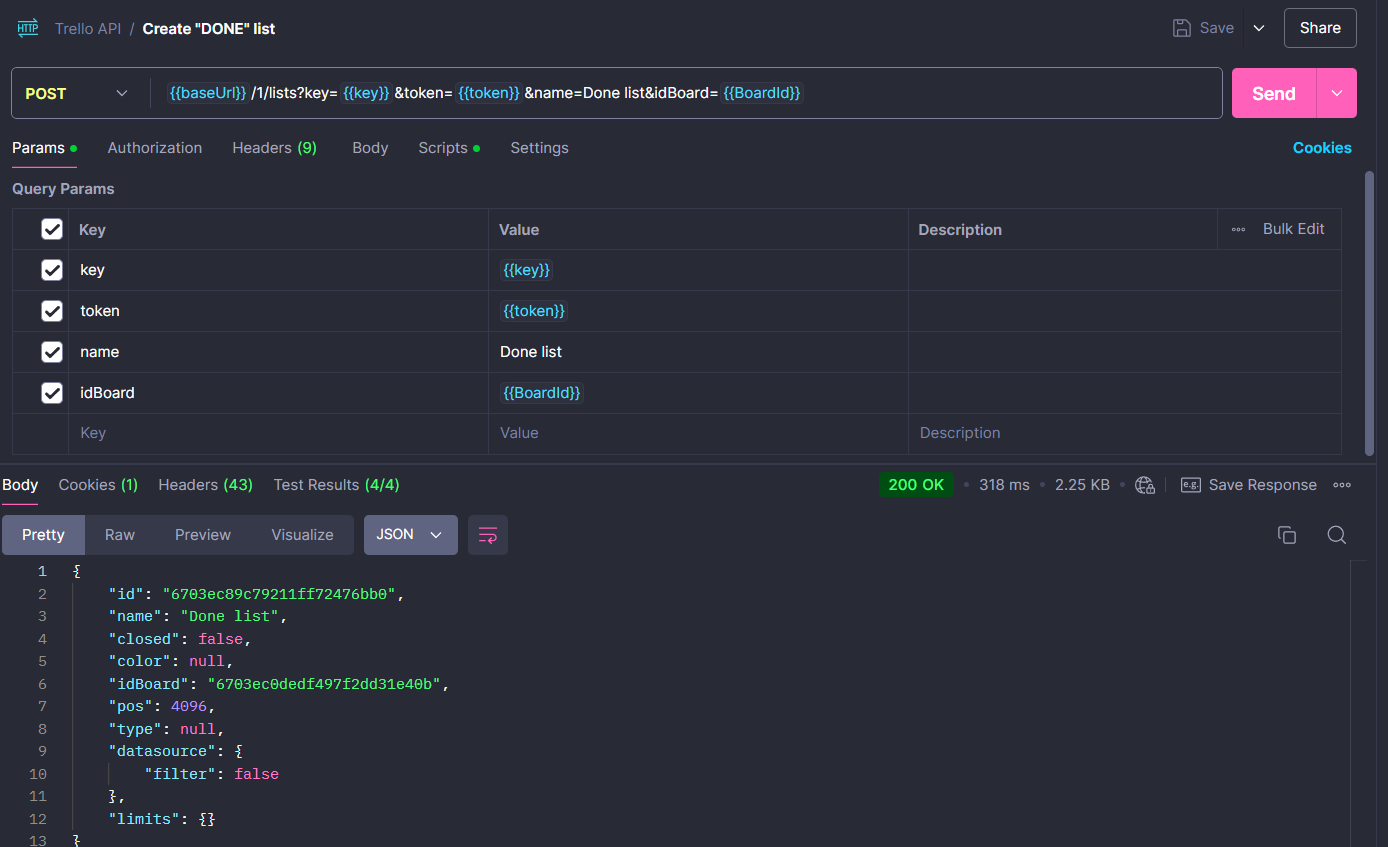 HTTP Trello API / Create "DONE" list Save Share
POST {{baseUrl}} /1/lists?key= {{key}} &token= {{token}} &name=Done list&idBoard= {{BoardId}} Send
Params Authorization Headers (9) Body Scripts Settings Cookies
Query Params
Key Value Description Bulk Edit
key {{key}}
token {{token}}
name Done list
idBoard {{BoardId}}
Key Value Description
Body Cookies (1) Headers (43) Test Results (4/4) 200 OK 318 ms 2.25 KB e.g. Save Response
Pretty Raw Preview Visualize JSON
1 {
2 "id": "6703ec89c79211ff72476bb0",
3 "name": "Done list",
4 "closed": false,
5 "color": null,
6 "idBoard": "6703ec0dedf497f2dd31e40b",
7 "pos": 4096,
8 "type": null,
9 "datasource": {
10 "filter": false
11 },
12 "limits": {}
13 }